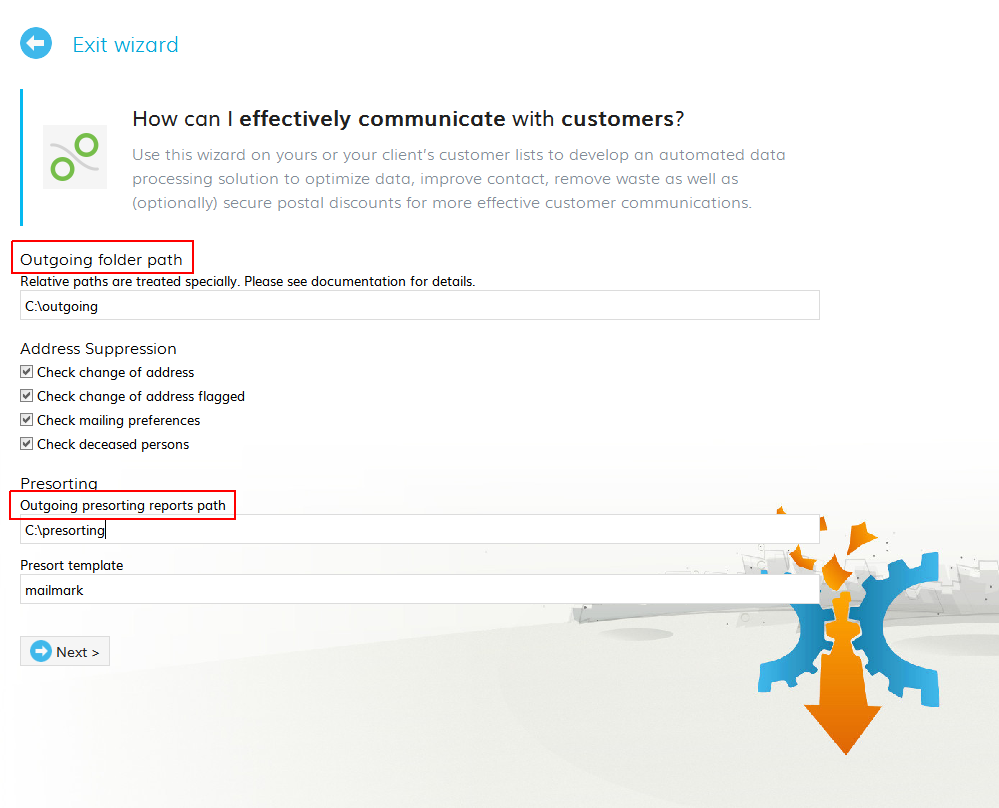 Exit wizard
How can I effectively communicate with customers?
Use this wizard on yours or your client's customer lists to develop an automated data
processing solution to optimize data, improve contact, remove waste as well as
(optionally) secure postal discounts for more effective customer communications.
Outgoing folder path
Relative paths are treated specially. Please see documentation for details.
C:\outgoing
Address Suppression
Check change of address
Check change of address flagged
Check mailing preferences
Check deceased persons
Presorting
Outgoing presorting reports path
C:\presorting
Presort template
mailmark
Next >